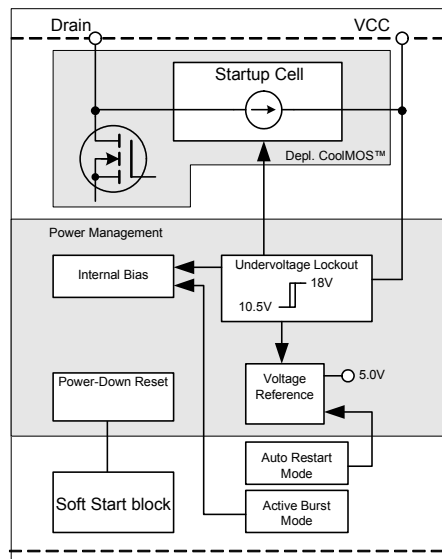 Drain
VCC
Startup Cell
Depl. CoolMOS™
Power Management
Internal Bias
Undervoltage Lockout
18V
10.5V
Power-Down Reset
Voltage
Reference
5.0V
Auto Restart
Mode
Soft Start block
Active Burst
Mode